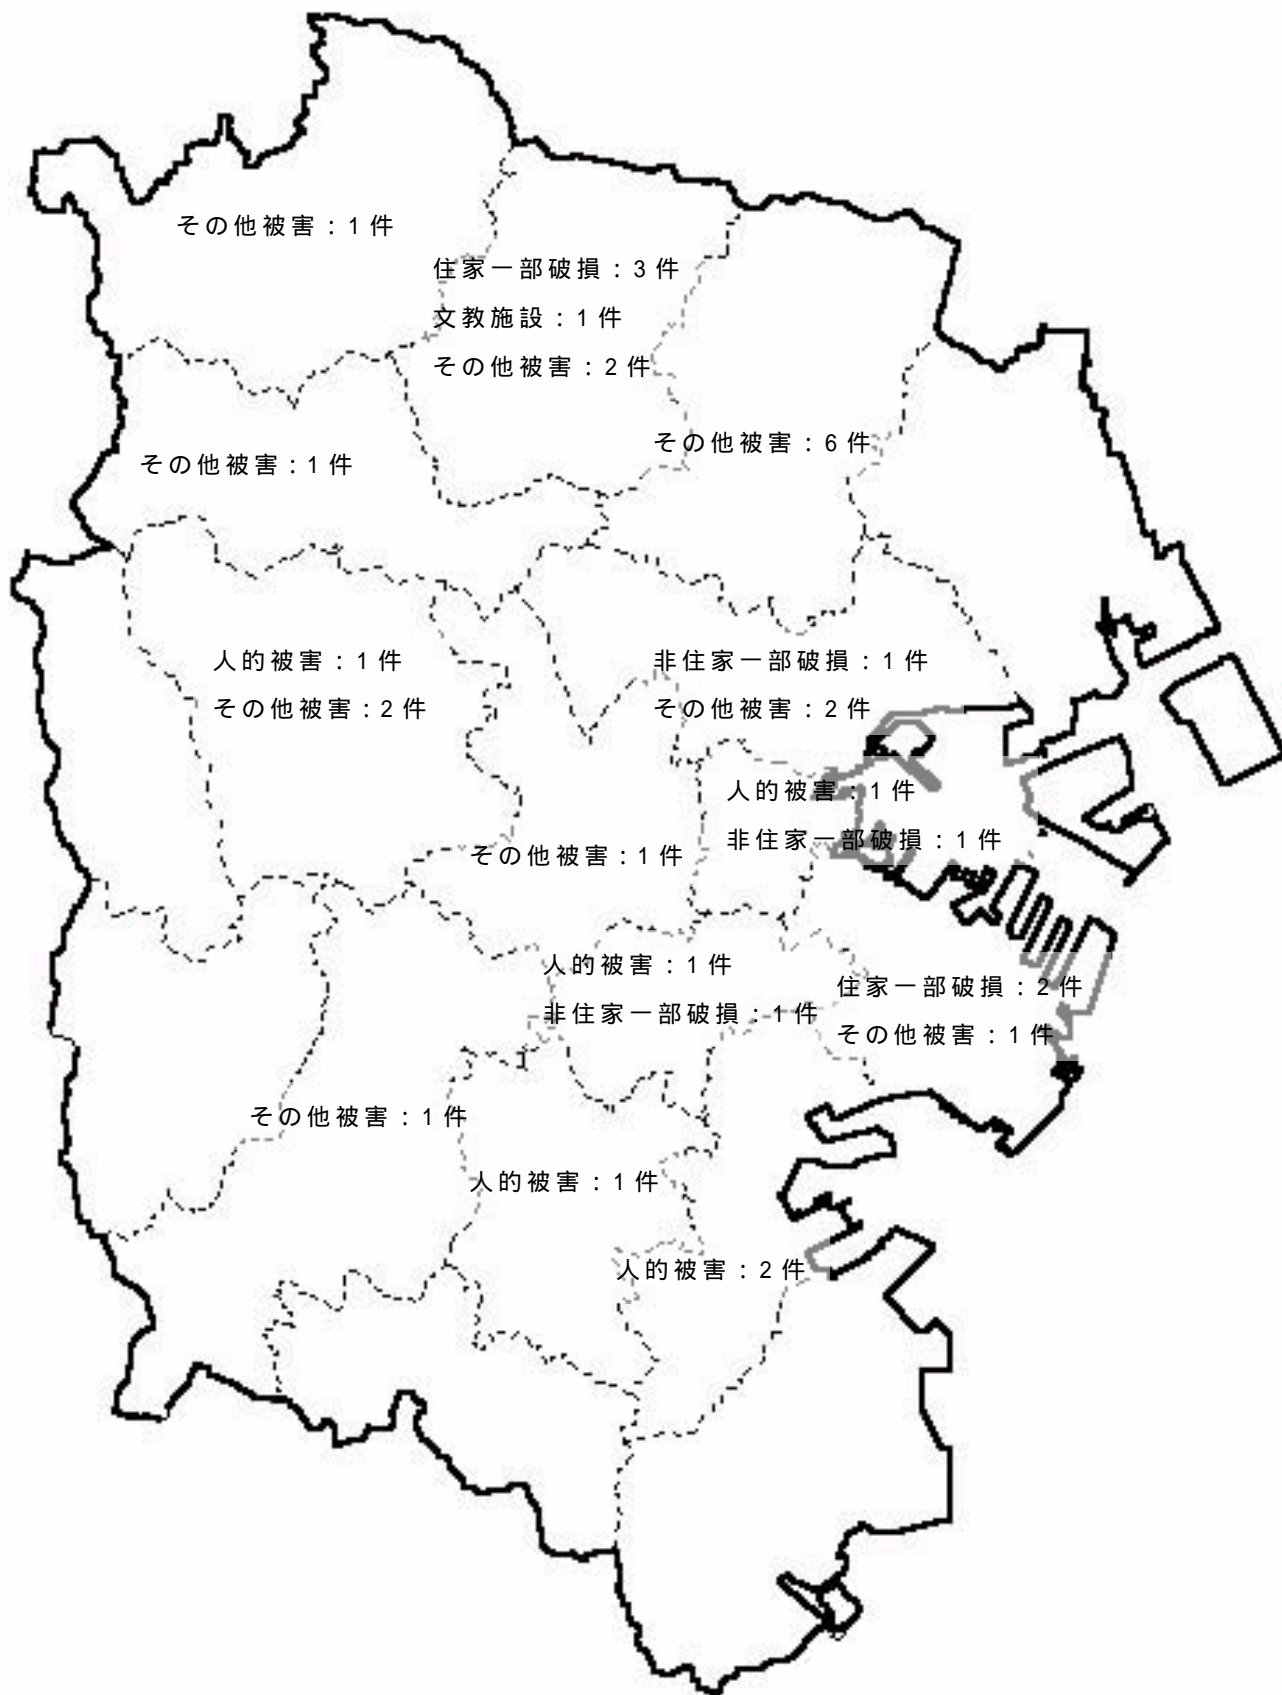 その他被害：1件
住家一部破損：3件
文教施設：1件
その他被害：2件
その他被害：6件
その他被害：1件
人的被害：1件
その他被害：2件
非住家一部破損：1件
その他被害：2件
人的被害：1件
非住家一部破損：1件
その他被害：1件
人的被害：1件
非住家一部破損：1件
住家一部破損：2件
その他被害：1件
その他被害：1件
人的被害：1件
人的被害：2件